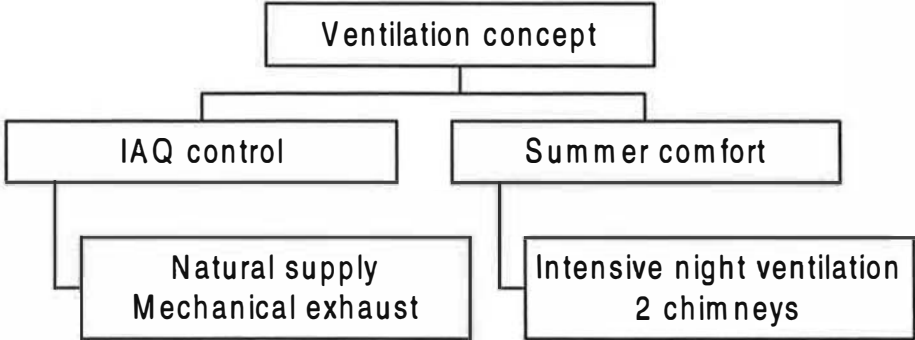 Ventilation concept
IAQ control
Summer comfort
Natural supply
Mechanical exhaust
Intensive night ventilation
2 chimneys